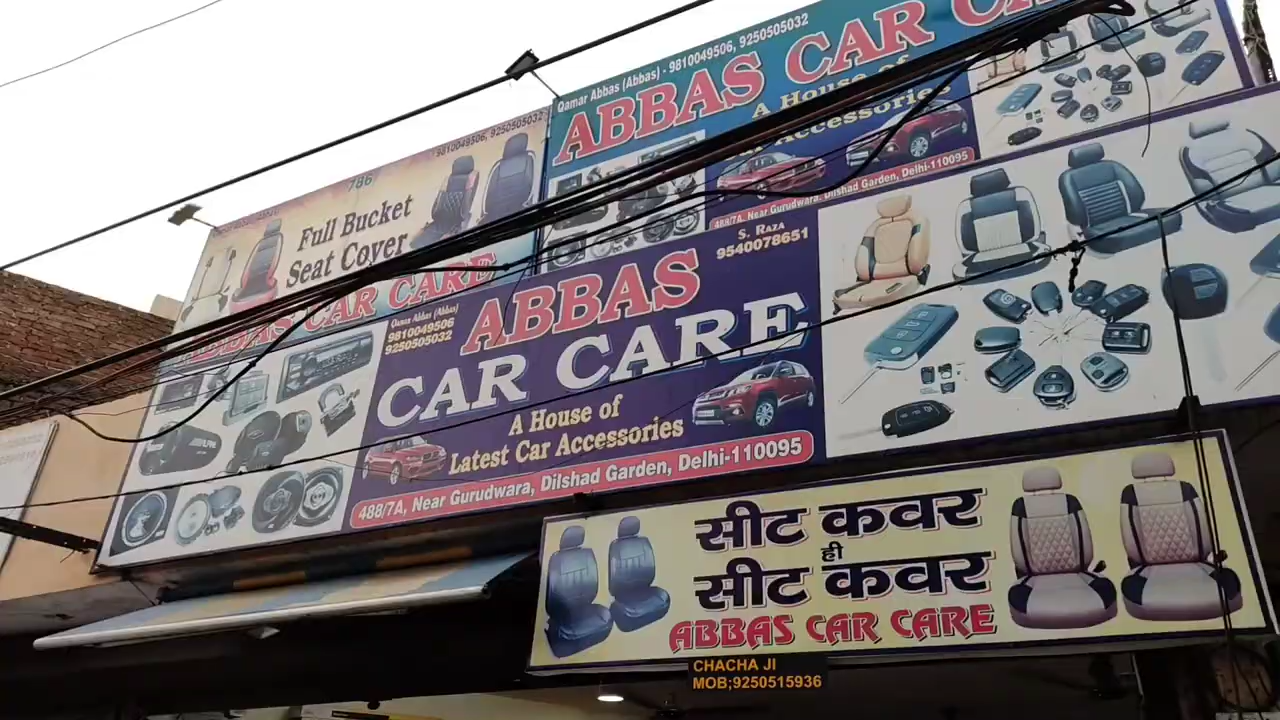 Qamar Abbas (Abbas) - 9810049506, 9250505032
ABBAS CAR
A House of
Car Accessories
488/7A, Near Gurudwara, Dilshad Garden, Delhi-110095
9810049506, 9250505032
786
Full Bucket
Seat Cover
ABBAS CAR CARE
Qamar Abbas (Abbas)
9810049506
9250505032
S. RAZA
9540078651
ABBAS
CAR CARE
A House of
Latest Car Accessories
488/7A, Near Gurudwara, Dilshad Garden, Delhi-110095
सीट कवर
ही
सीट कवर
ABBAS CAR CARE
CHACHA JI
MOB;9250515936